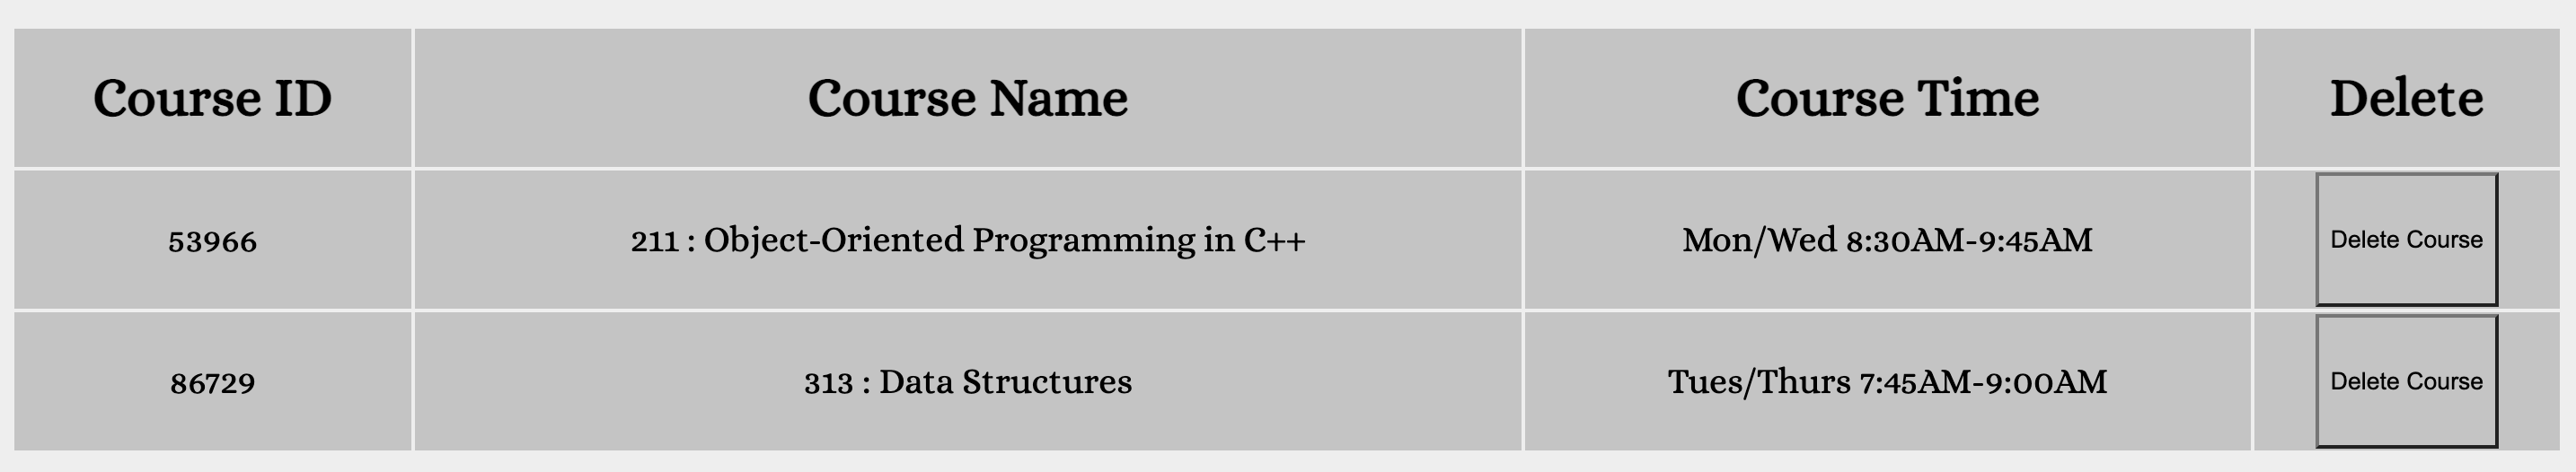 Course ID Course Name Course Time Delete
53966 211 : Object-Oriented Programming in C++ Mon/Wed 8:30AM-9:45AM Delete Course
86729 313 : Data Structures Tues/Thurs 7:45AM-9:00AM Delete Course